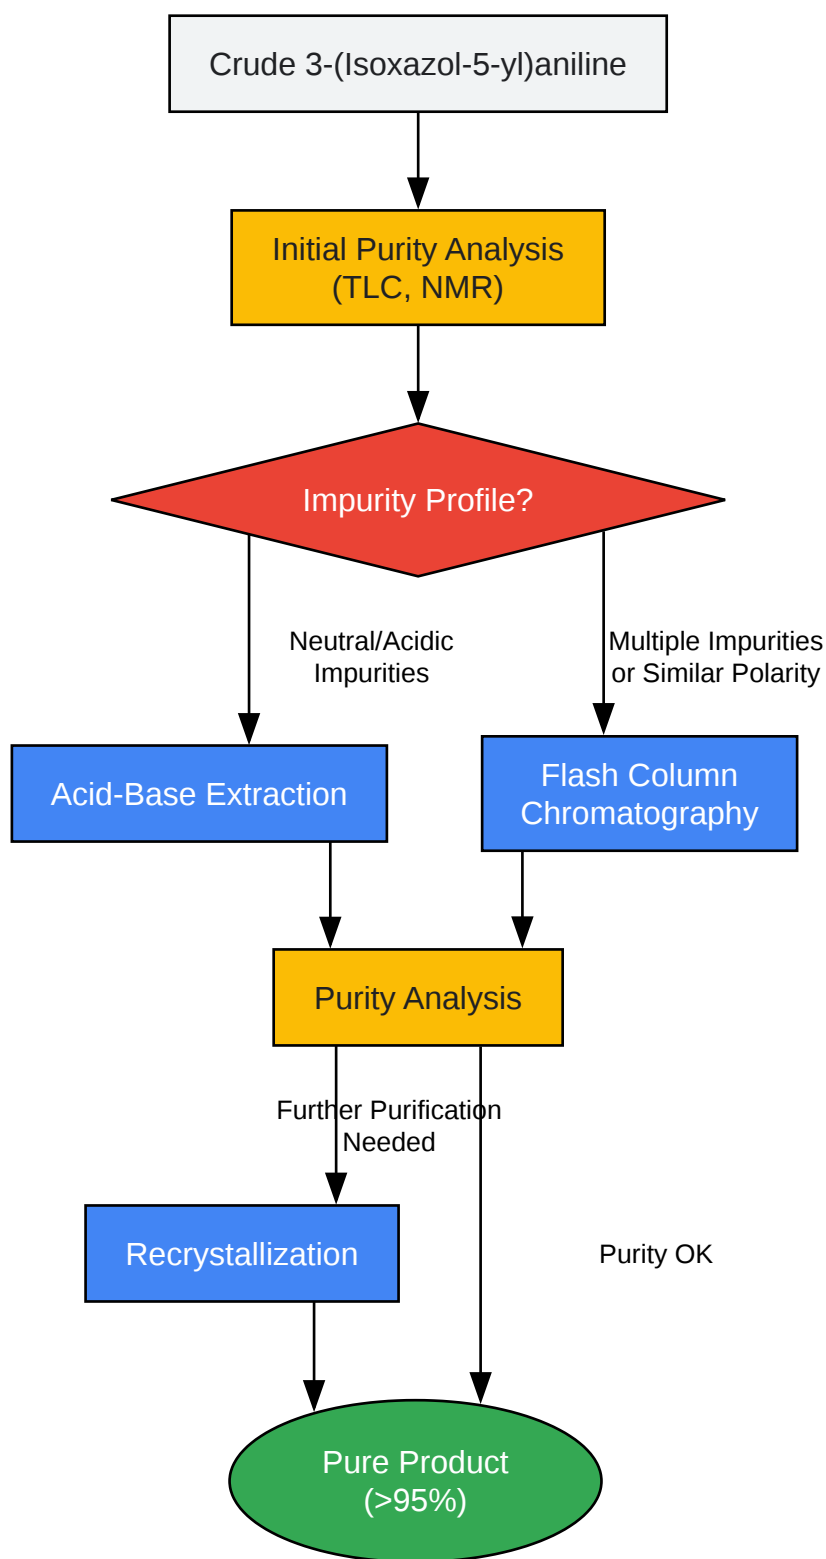 Crude 3-(Isoxazol-5-yl)aniline
Initial Purity Analysis
(TLC, NMR)
Impurity Profile?
Neutral/Acidic
Impurities
Multiple Impurities
or Similar Polarity
Acid-Base Extraction
Flash Column
Chromatography
Purity Analysis
Further Purification
Needed
Recrystallization
Purity OK
Pure Product
(>95%)